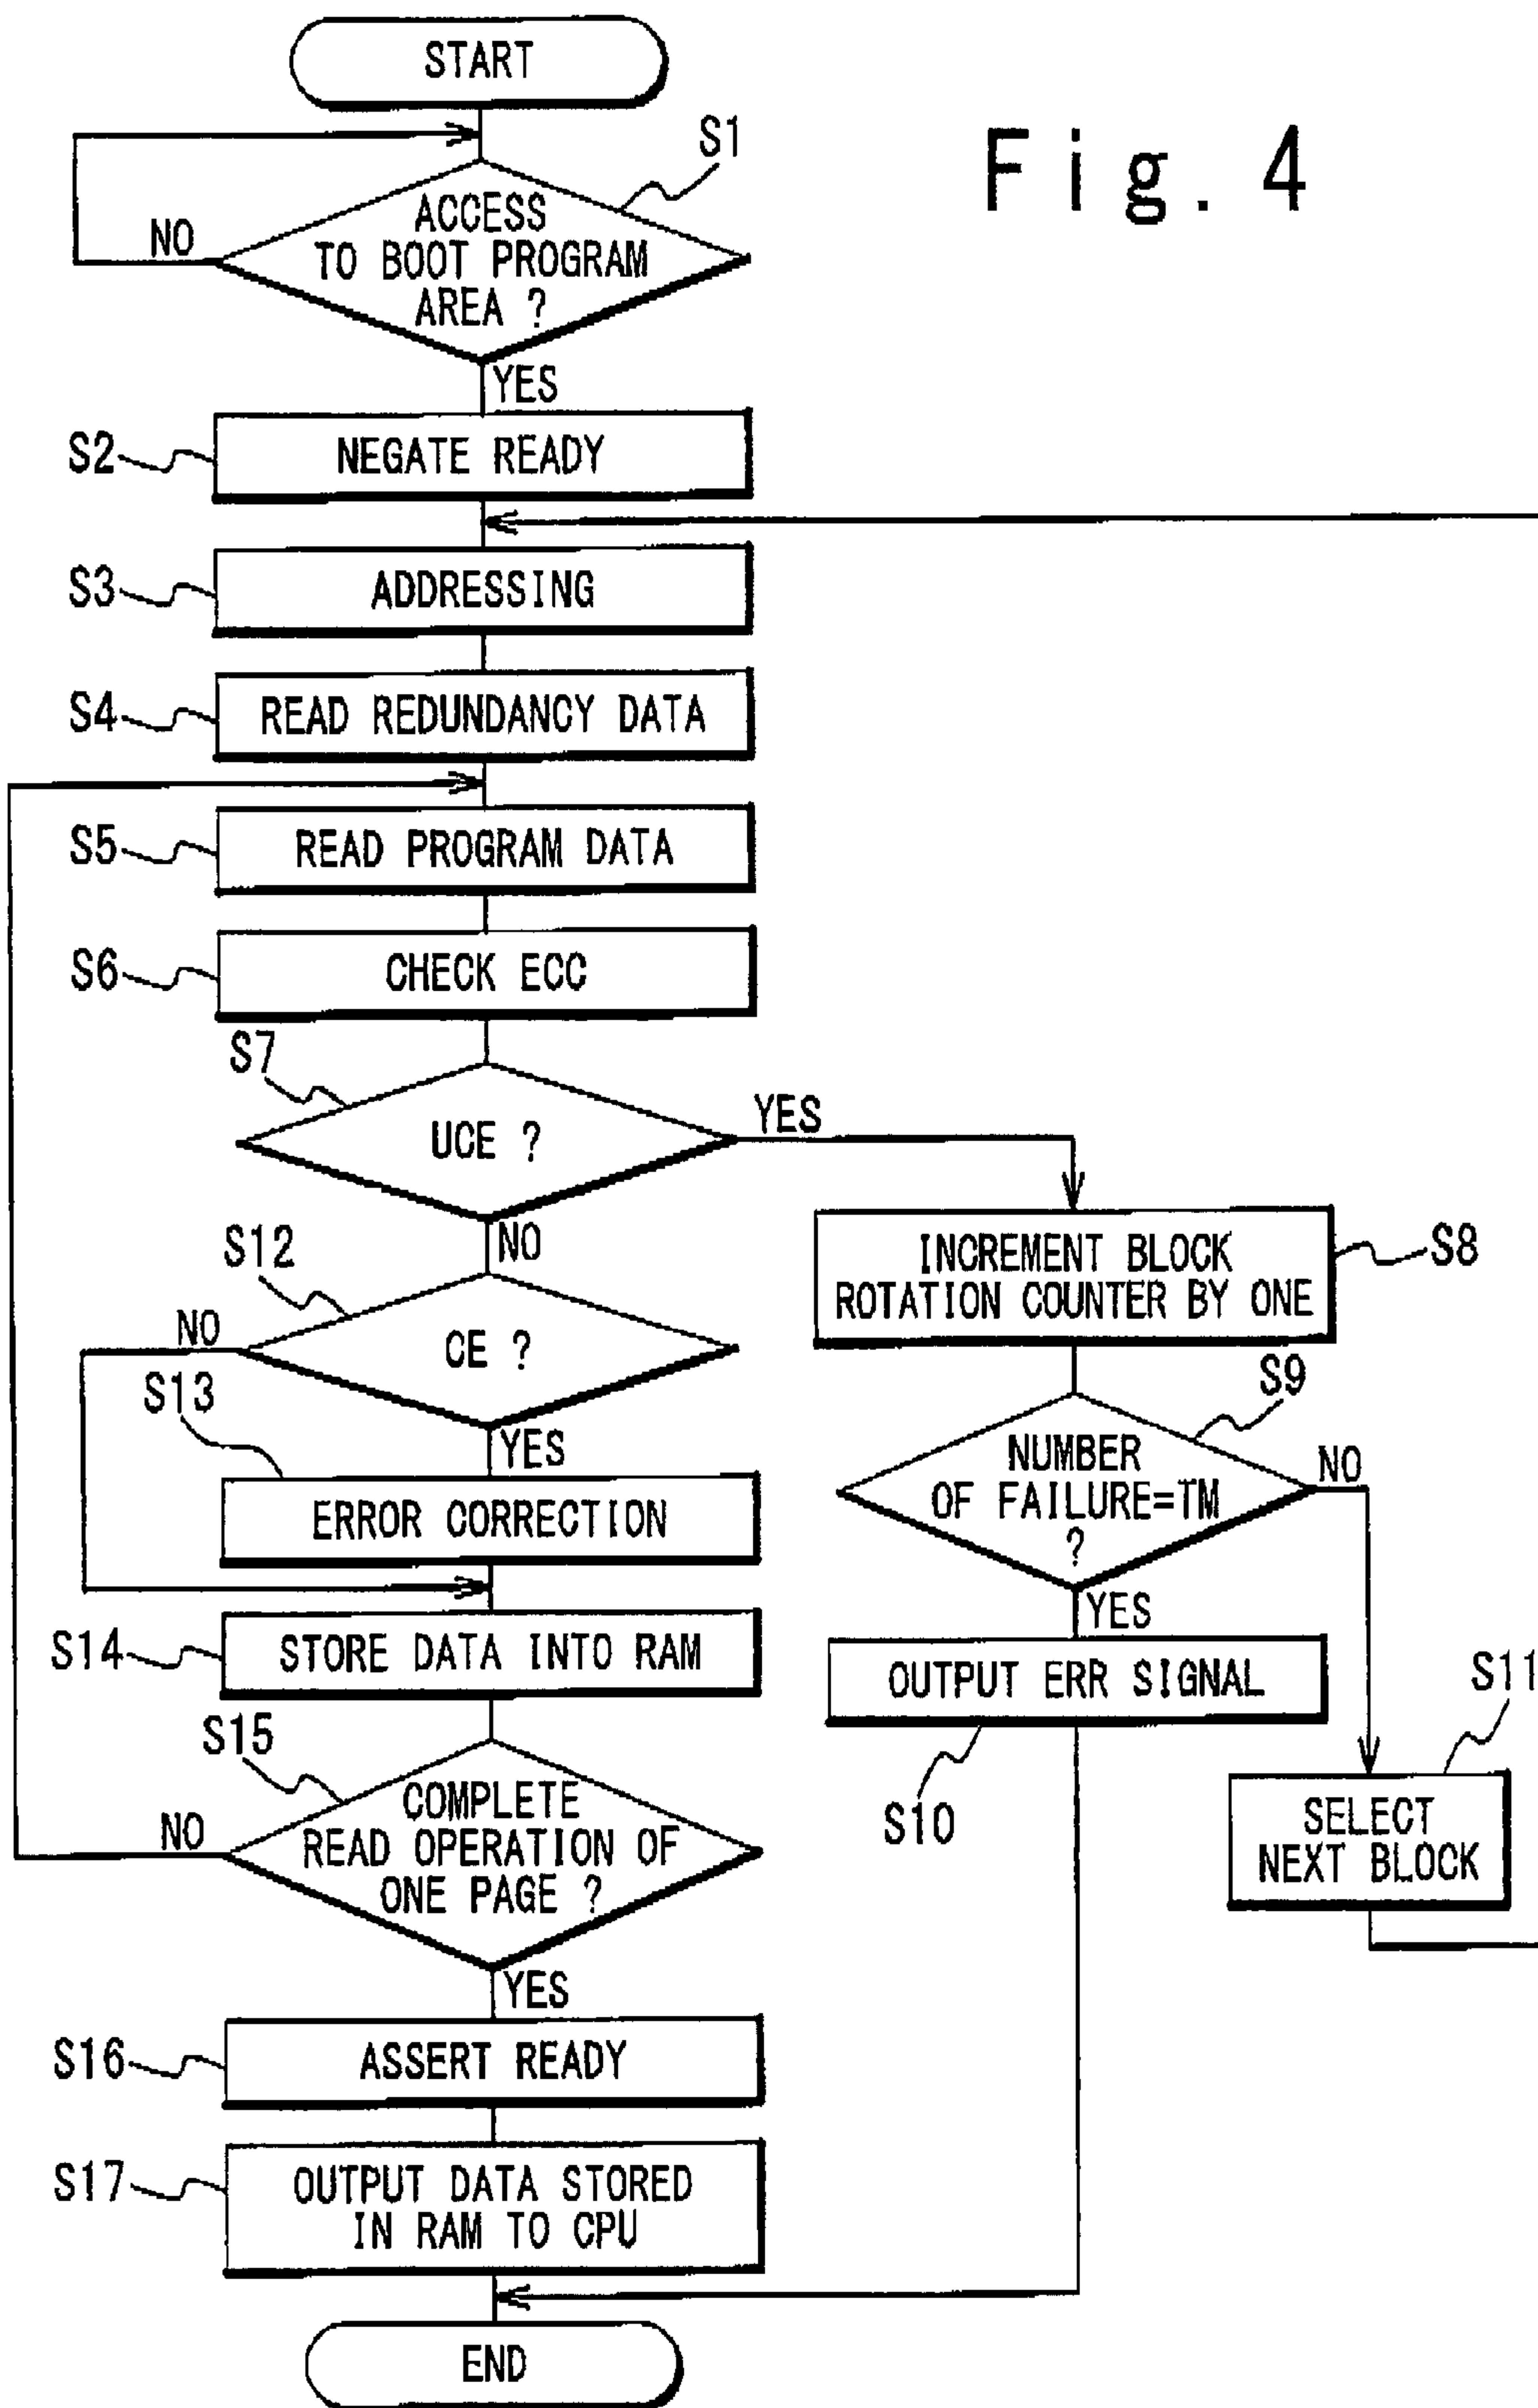 START
Fig. 4
S1
ACCESS
TO BOOT PROGRAM
AREA ?
NO
YES
S2
NEGATE READY
S3
ADDRESSING
S4
READ REDUNDANCY DATA
S5
READ PROGRAM DATA
S6
CHECK ECC
S7
UCE ?
YES
NO
S8
INCREMENT BLOCK
ROTATION COUNTER BY ONE
S12
CE ?
NO
YES
S9
NUMBER
OF FAILURE=TM
?
NO
YES
S13
ERROR CORRECTION
S14
STORE DATA INTO RAM
OUTPUT ERR SIGNAL
S10
S11
SELECT
NEXT BLOCK
S15
COMPLETE
READ OPERATION OF
ONE PAGE ?
NO
YES
S16
ASSERT READY
S17
OUTPUT DATA STORED
IN RAM TO CPU
END